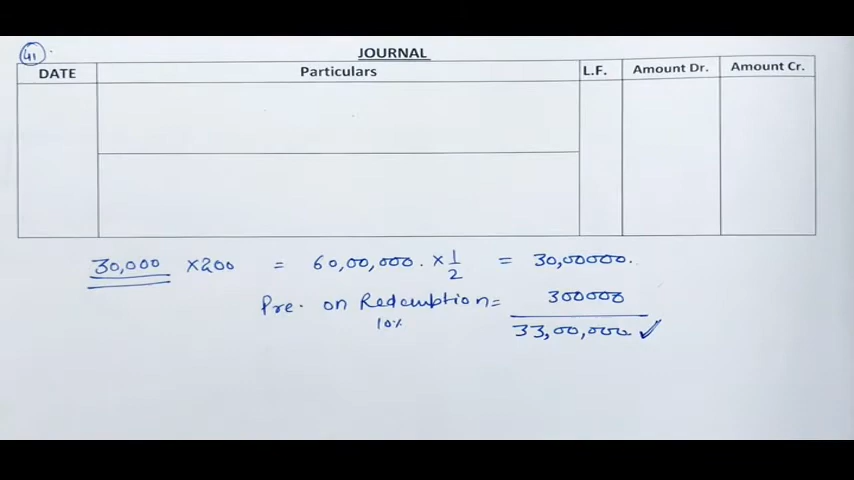 41
JOURNAL
DATE Particulars L.F. Amount Dr. Amount Cr.
30,000 ×200 = 60,00,000. × 1/2 = 30,00000.
Pre. on Redemption = 300000
10%
33,00,000 ✓